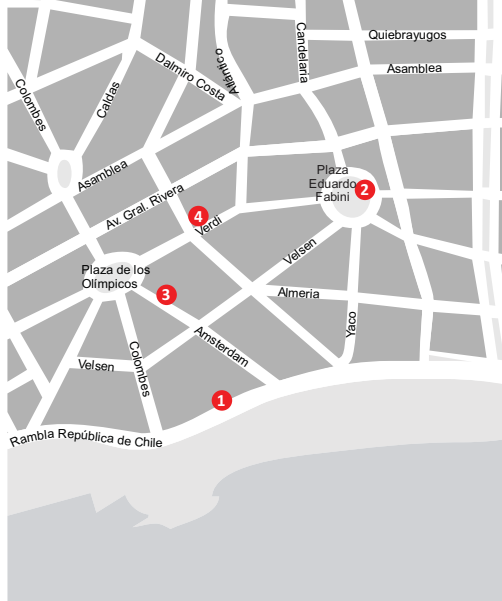 Quiebrayugos
Candelaria
Atlántico
Dalmiro Costa
Asamblea
Colombes
Caldas
Asamblea
Plaza
Eduardo
Fabini
2
Av. Gral. Rivera
4
Verdi
Velsen
Plaza de los
Olímpicos
3
Almeria
Yaco
Amsterdam
Colombes
Velsen
1
Rambla República de Chile